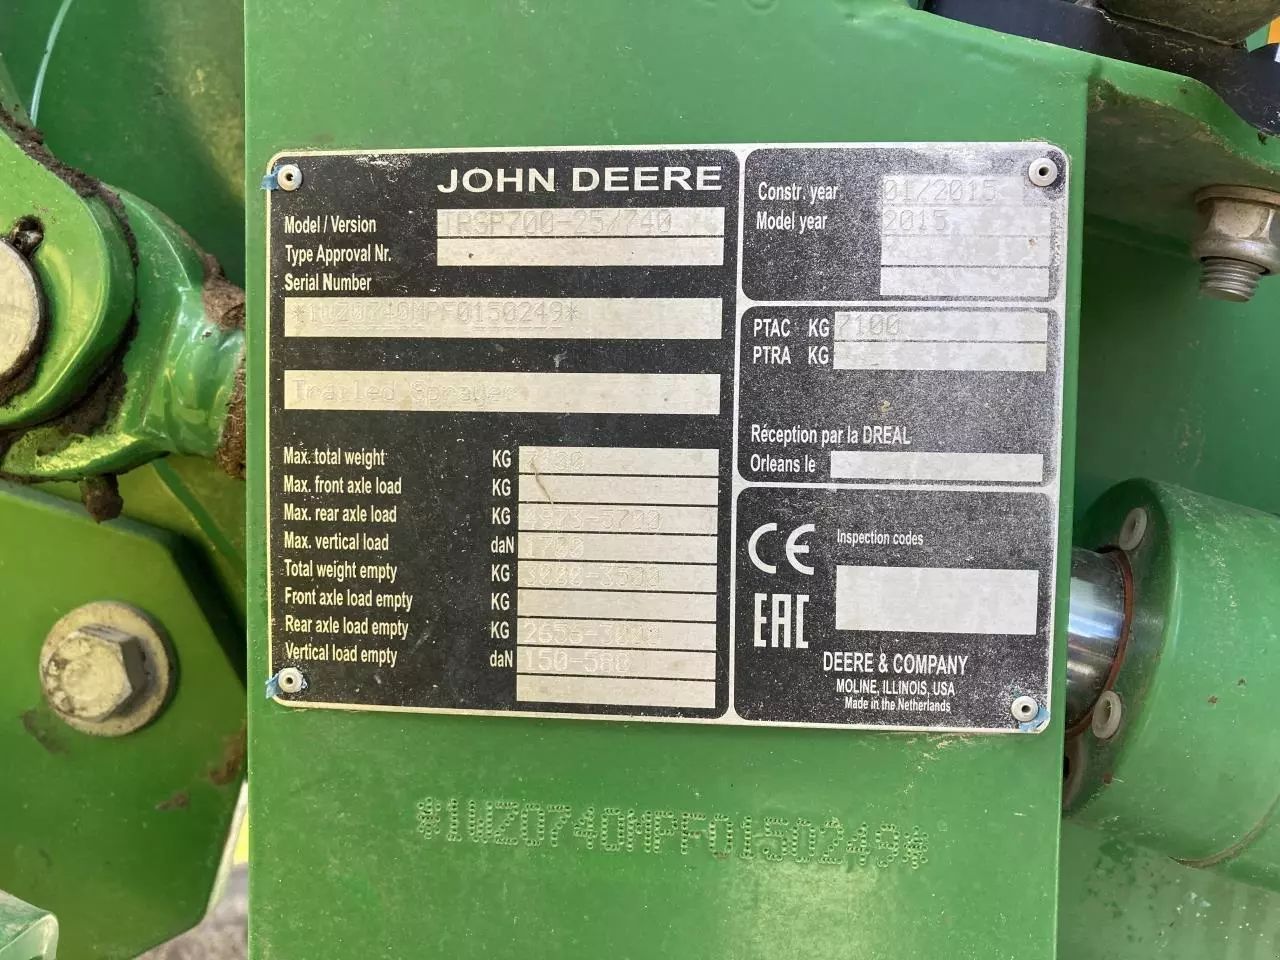 JOHN DEERE
Model / Version TRSP700-25/740
Type Approval Nr.
Serial Number
*1WZ0740MPF0150249*
Trailed Sprayer
Max. total weight KG 7100
Max. front axle load KG
Max. rear axle load KG
Max. vertical load daN 1700
Total weight empty KG 3000-3500
Front axle load empty KG
Rear axle load empty KG
Vertical load empty daN 150-580
Constr. year 01/2015
Model year 2015
PTAC KG 7100
PTRA KG
Réception par la DREAL
Orleans le
CE
Inspection codes
EAC
DEERE & COMPANY
MOLINE, ILLINOIS, USA
Made in the Netherlands
*1WZ0740MPF0150249*